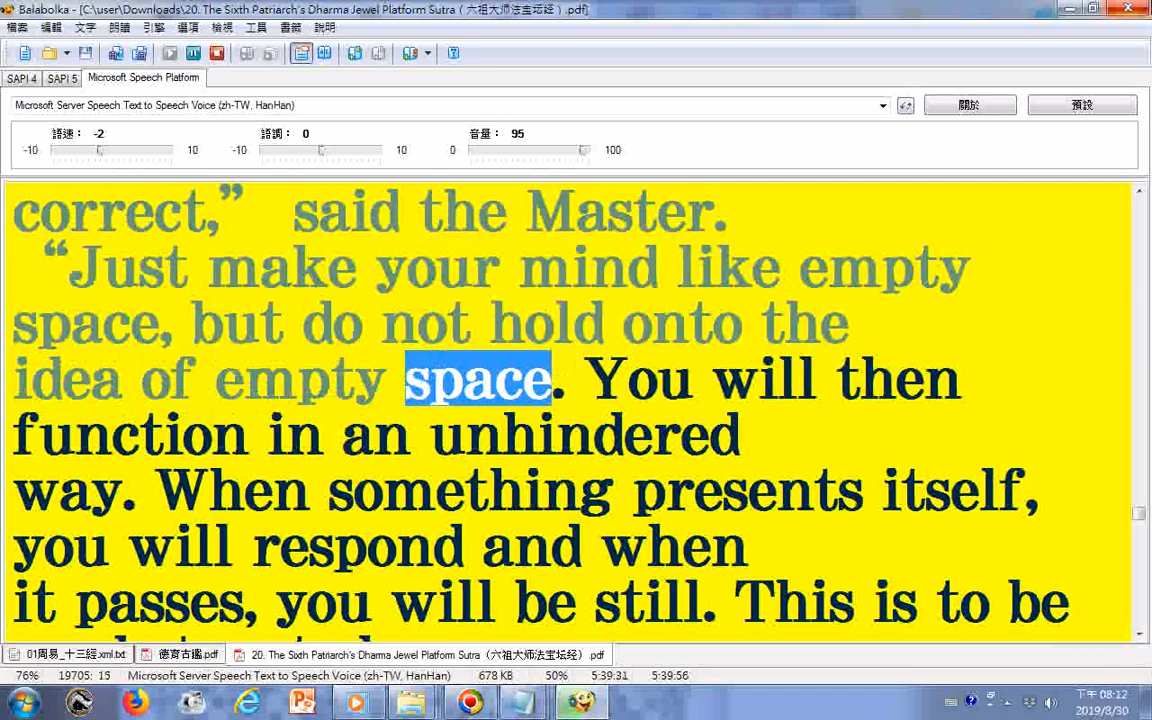 Balabolka - [C:\user\Downloads\20. The Sixth Patriarch's Dharma Jewel Platform Sutra（六祖大师法宝坛经）.pdf]
檔案 編輯 文字 朗讀 引擎 選項 檢視 工具 書籤 說明
SAPI 4 SAPI 5 Microsoft Speech Platform
Microsoft Server Speech Text to Speech Voice (zh-TW, HanHan) 關於 預設
語速： -2 語調： 0 音量： 95
-10 10 -10 10 0 100
correct,” said the Master.
“Just make your mind like empty
space, but do not hold onto the
idea of empty space. You will then
function in an unhindered
way. When something presents itself,
you will respond and when
it passes, you will be still. This is to be
01周易_十三經.xml.txt 德育古鑑.pdf 20. The Sixth Patriarch's Dharma Jewel Platform Sutra（六祖大师法宝坛经）.pdf
76% 19705: 15 Microsoft Server Speech Text to Speech Voice (zh-TW, HanHan) 678 KB 50% 5:39:31 5:39:56
下午 08:12
2019/8/30